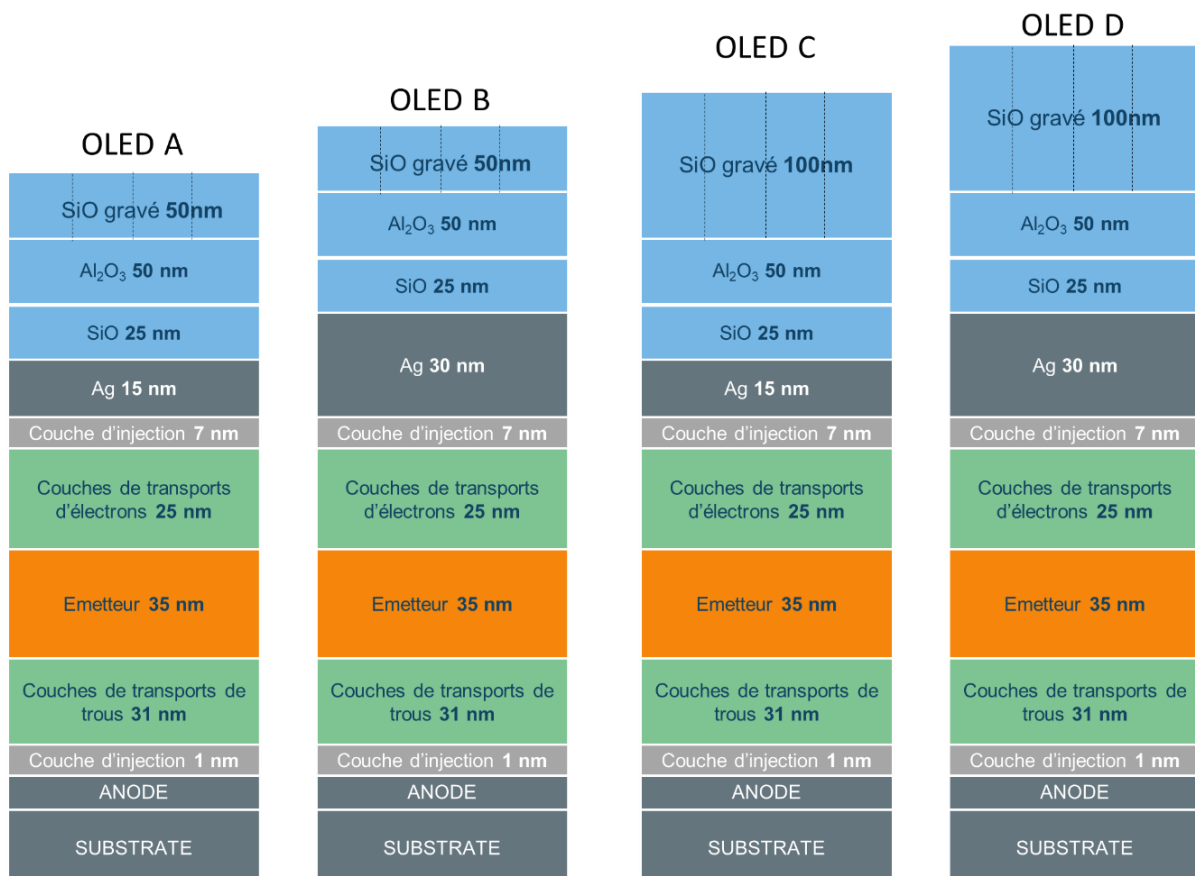 OLED A
SiO gravé 50nm
Al₂O₃ 50 nm
SiO 25 nm
Ag 15 nm
Couche d'injection 7 nm
Couches de transports
d'électrons 25 nm
Emetteur 35 nm
Couches de transports de
trous 31 nm
Couche d'injection 1 nm
ANODE
SUBSTRATE
OLED B
SiO gravé 50nm
Al₂O₃ 50 nm
SiO 25 nm
Ag 30 nm
Couche d'injection 7 nm
Couches de transports
d'électrons 25 nm
Emetteur 35 nm
Couches de transports de
trous 31 nm
Couche d'injection 1 nm
ANODE
SUBSTRATE
OLED C
SiO gravé 100nm
Al₂O₃ 50 nm
SiO 25 nm
Ag 15 nm
Couche d'injection 7 nm
Couches de transports
d'électrons 25 nm
Emetteur 35 nm
Couches de transports de
trous 31 nm
Couche d'injection 1 nm
ANODE
SUBSTRATE
OLED D
SiO gravé 100nm
Al₂O₃ 50 nm
SiO 25 nm
Ag 30 nm
Couche d'injection 7 nm
Couches de transports
d'électrons 25 nm
Emetteur 35 nm
Couches de transports de
trous 31 nm
Couche d'injection 1 nm
ANODE
SUBSTRATE